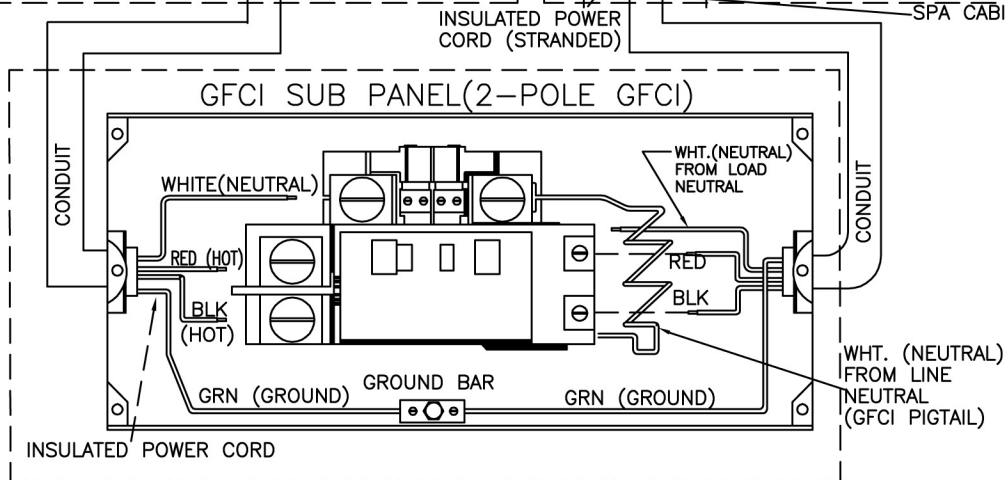 INSULATED POWER
CORD (STRANDED)
SPA CABI
GFCI SUB PANEL(2-POLE GFCI)
CONDUIT
WHITE(NEUTRAL)
WHT.(NEUTRAL)
FROM LOAD
NEUTRAL
CONDUIT
RED (HOT)
RED
BLK
(HOT)
BLK
WHT. (NEUTRAL)
FROM LINE
NEUTRAL
(GFCI PIGTAIL)
GRN (GROUND)
GROUND BAR
GRN (GROUND)
INSULATED POWER CORD